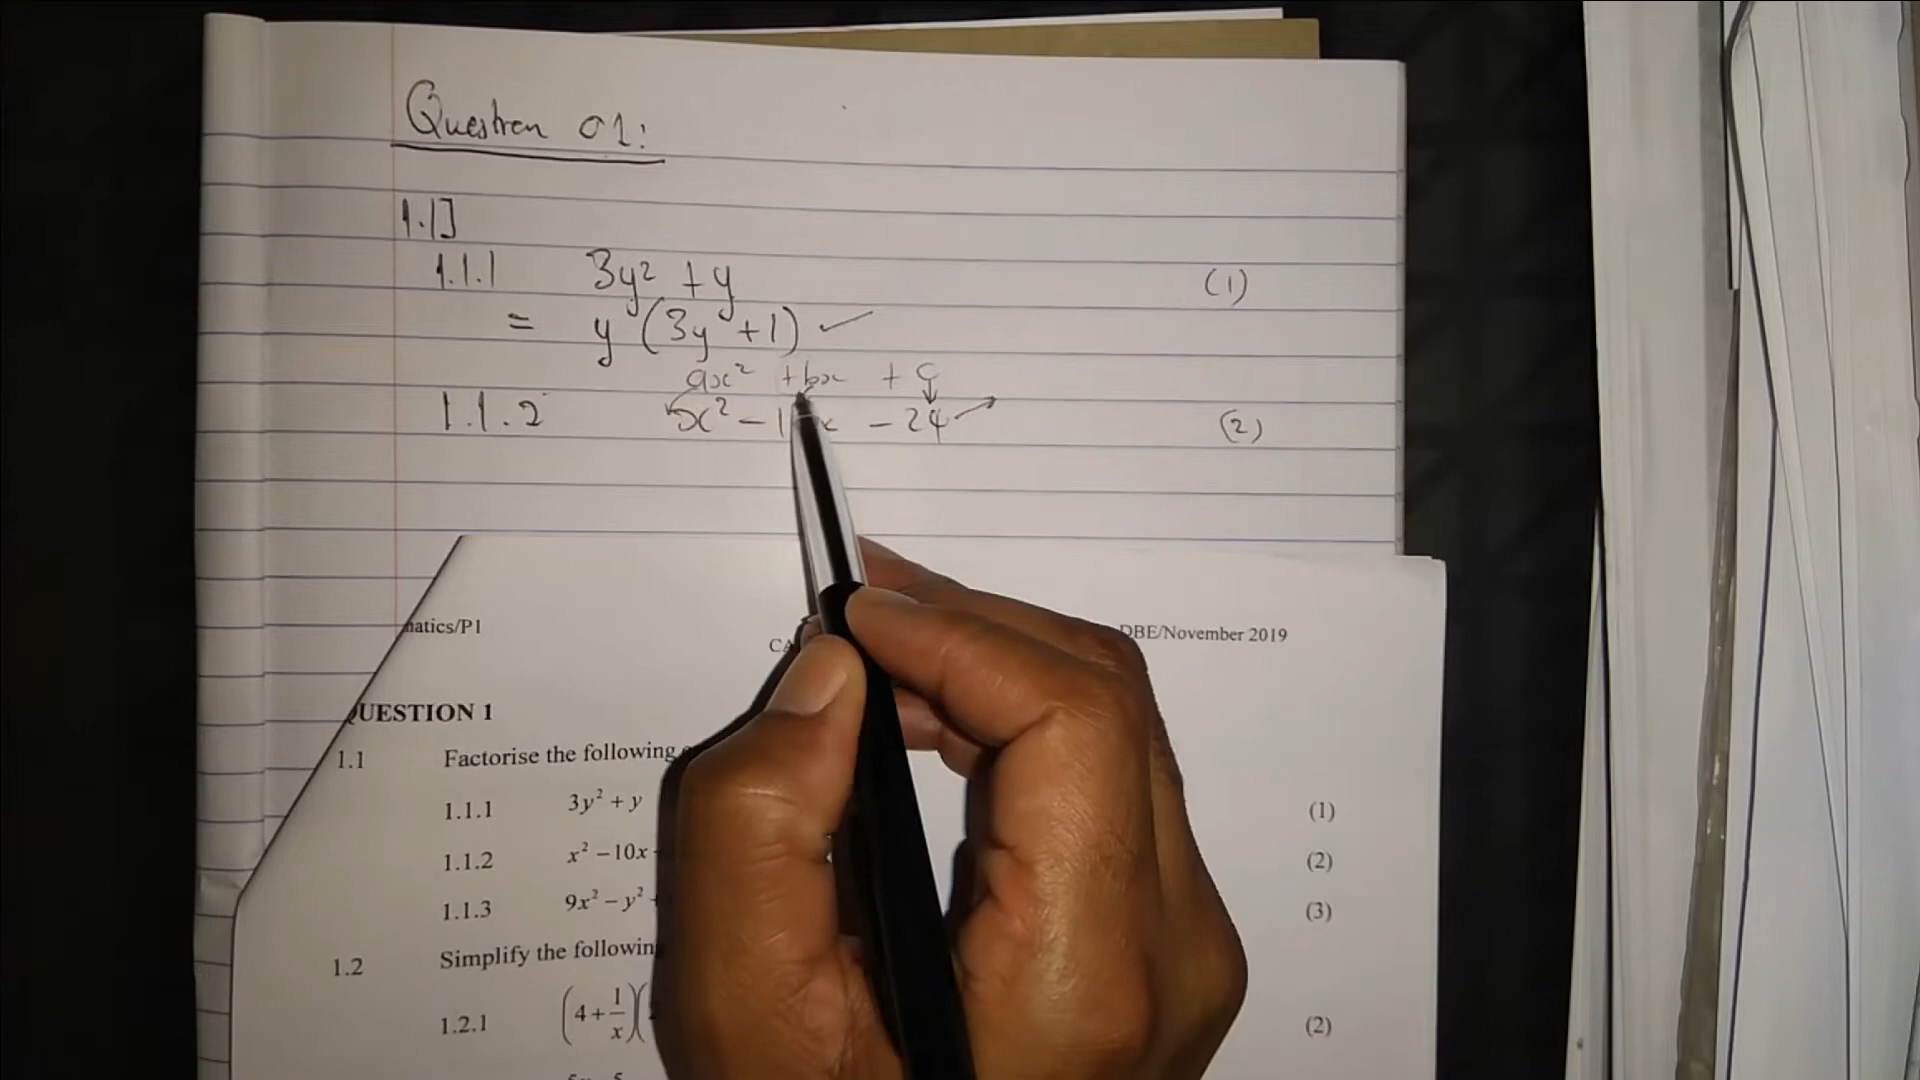 Question 01:
1.1]
1.1.1 3y² + y (1)
= y (3y + 1) ✓
ax² + bx + c
1.1.2 x² - 1 x - 24 (2)
matics/P1
DBE/November 2019
QUESTION 1
1.1 Factorise the following
1.1.1 3y² + y (1)
1.1.2 x² − 10x (2)
1.1.3 9x² − y² + (3)
1.2 Simplify the followin
1.2.1 (4 + 1/x)( (2)